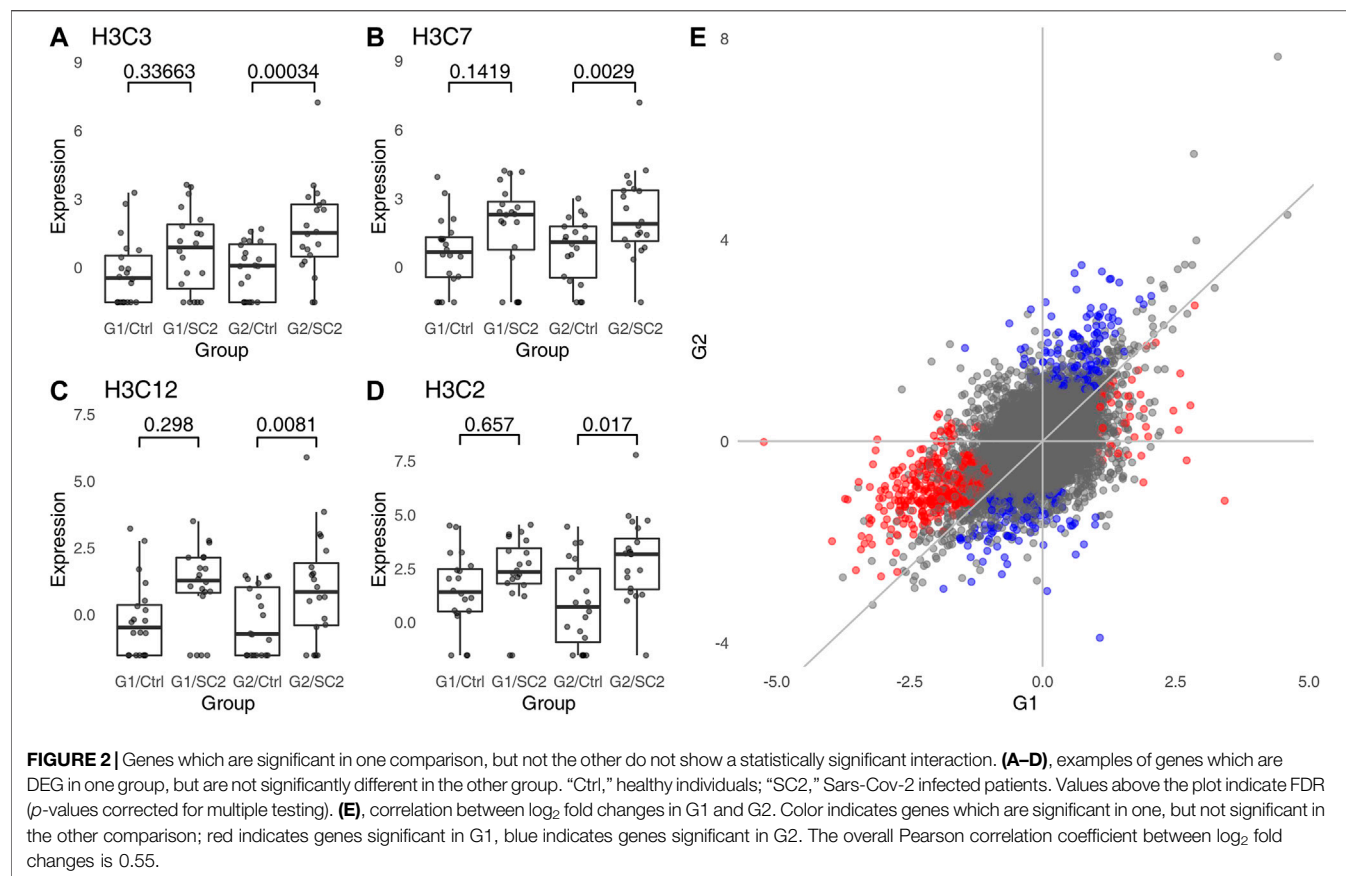 A H3C3
9
6
3
0
Expression
0.33663
0.00034
G1/Ctrl G1/SC2 G2/Ctrl G2/SC2
Group
B H3C7
9
6
3
0
Expression
0.1419
0.0029
G1/Ctrl G1/SC2 G2/Ctrl G2/SC2
Group
C H3C12
7.5
5.0
2.5
0.0
Expression
0.298
0.0081
G1/Ctrl G1/SC2 G2/Ctrl G2/SC2
Group
D H3C2
7.5
5.0
2.5
0.0
Expression
0.657
0.017
G1/Ctrl G1/SC2 G2/Ctrl G2/SC2
Group
E
8
4
0
-4
G2
-5.0 -2.5 0.0 2.5 5.0
G1
FIGURE 2 | Genes which are significant in one comparison, but not the other do not show a statistically significant interaction. (A–D), examples of genes which are
DEG in one group, but are not significantly different in the other group. “Ctrl,” healthy individuals; “SC2,” Sars-Cov-2 infected patients. Values above the plot indicate FDR
(p-values corrected for multiple testing). (E), correlation between log₂ fold changes in G1 and G2. Color indicates genes which are significant in one, but not significant in
the other comparison; red indicates genes significant in G1, blue indicates genes significant in G2. The overall Pearson correlation coefficient between log₂ fold
changes is 0.55.